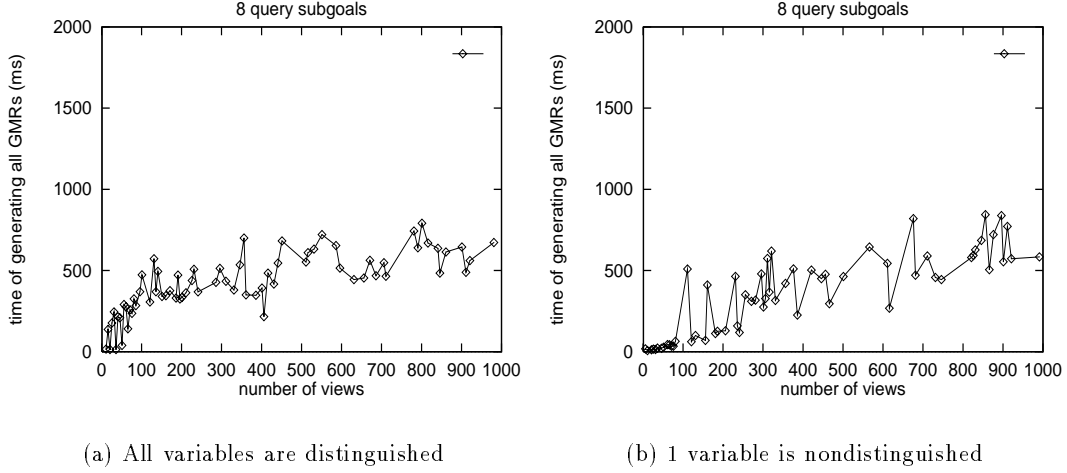 8 query subgoals
2000
1500
1000
500
0
time of generating all GMRs (ms)
0 100 200 300 400 500 600 700 800 900 1000
number of views
(a) All variables are distinguished
8 query subgoals
2000
1500
1000
500
0
time of generating all GMRs (ms)
0 100 200 300 400 500 600 700 800 900 1000
number of views
(b) 1 variable is nondistinguished